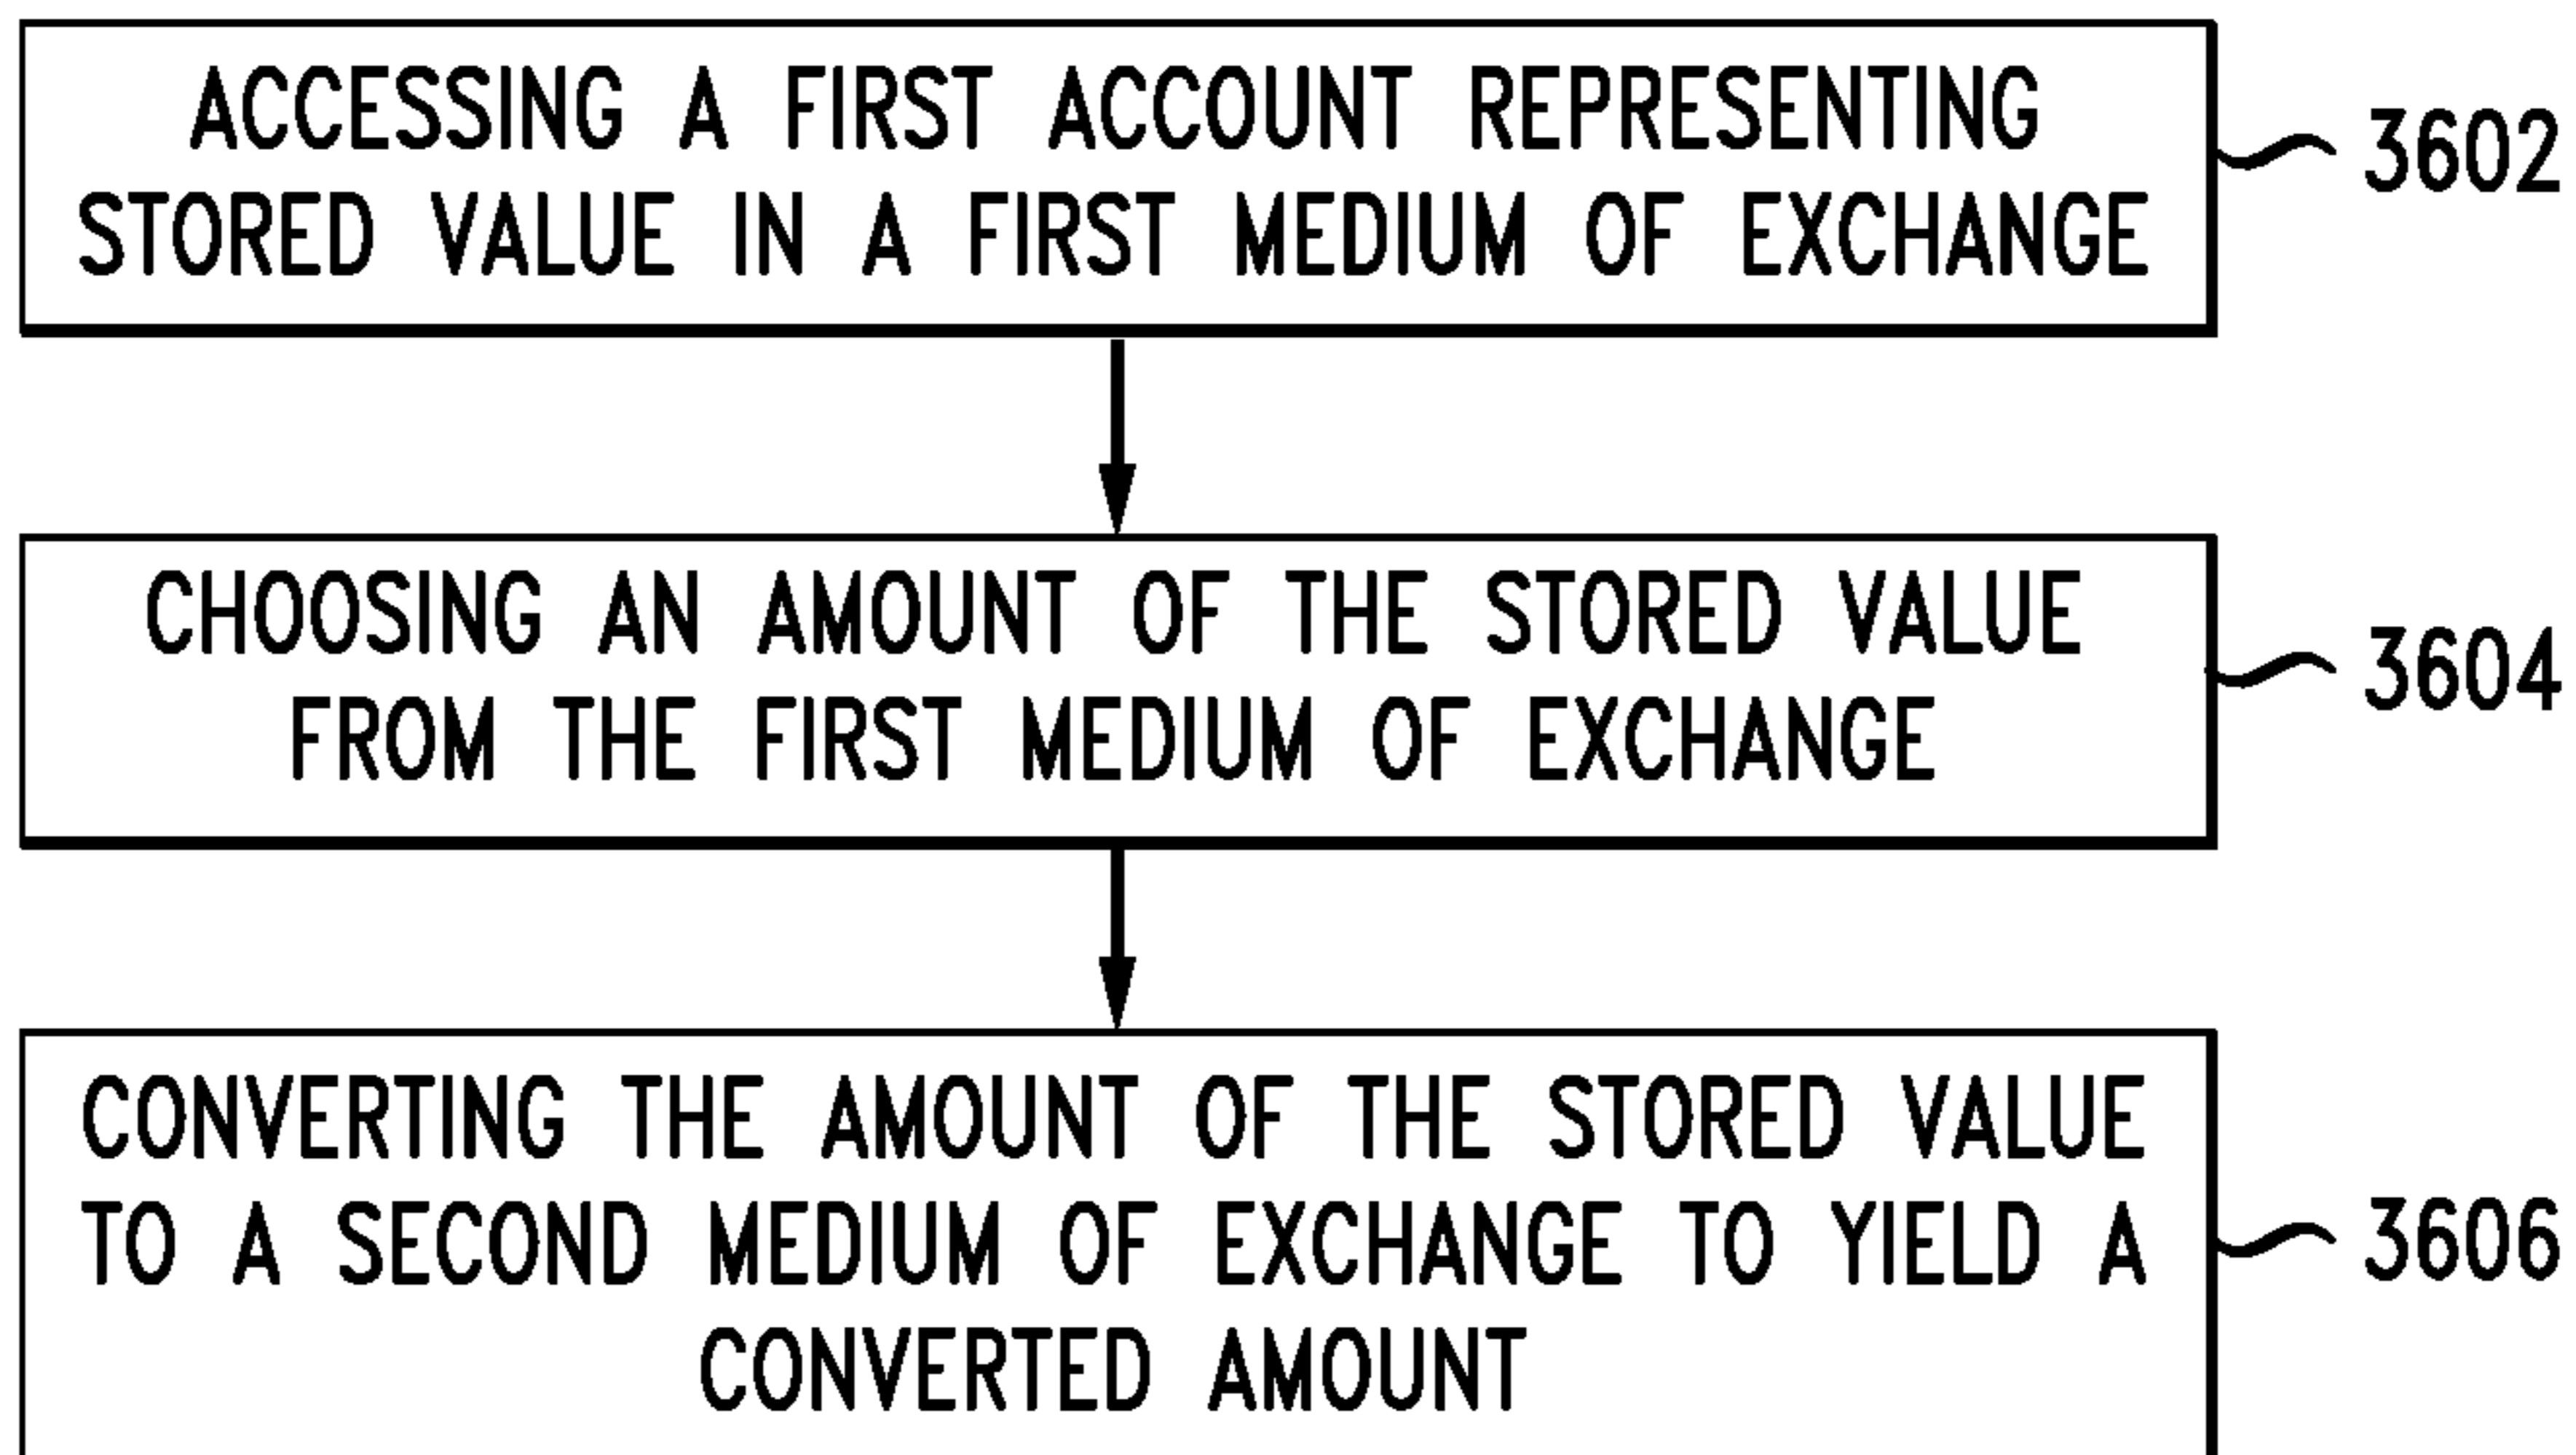 ACCESSING A FIRST ACCOUNT REPRESENTING
STORED VALUE IN A FIRST MEDIUM OF EXCHANGE
3602
CHOOSING AN AMOUNT OF THE STORED VALUE
FROM THE FIRST MEDIUM OF EXCHANGE
3604
CONVERTING THE AMOUNT OF THE STORED VALUE
TO A SECOND MEDIUM OF EXCHANGE TO YIELD A
CONVERTED AMOUNT
3606